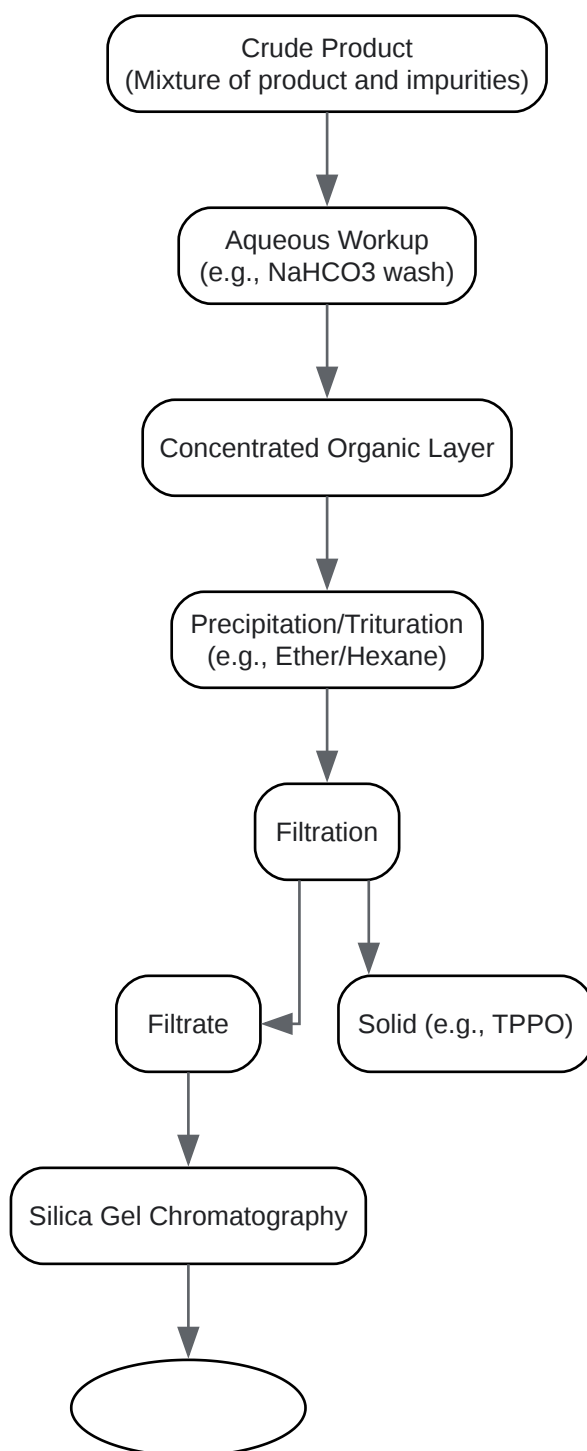 Crude Product
(Mixture of product and impurities)
Aqueous Workup
(e.g., NaHCO3 wash)
Concentrated Organic Layer
Precipitation/Trituration
(e.g., Ether/Hexane)
Filtration
Filtrate
Solid (e.g., TPPO)
Silica Gel Chromatography